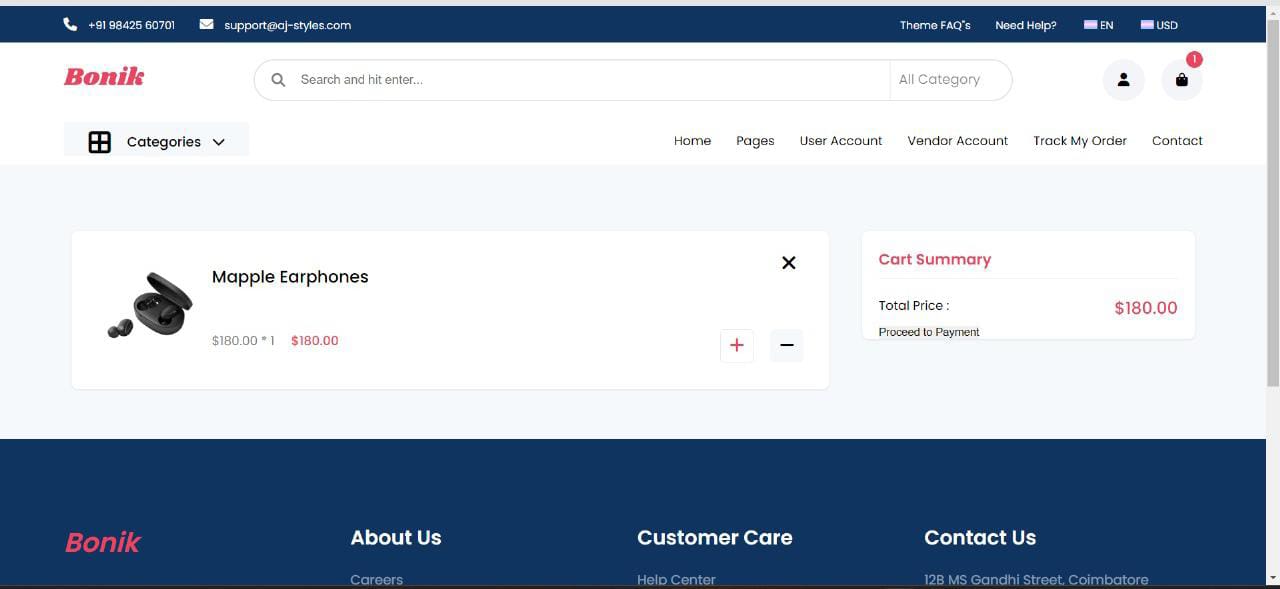 +91 98425 60701 support@aj-styles.com Theme FAQ"s Need Help? EN USD
Bonik Search and hit enter... All Category 1
Categories Home Pages User Account Vendor Account Track My Order Contact
Mapple Earphones
$180.00 * 1 $180.00
Cart Summary
Total Price : $180.00
Proceed to Payment
Bonik About Us Customer Care Contact Us
Careers Help Center 12B MS Gandhi Street, Coimbatore